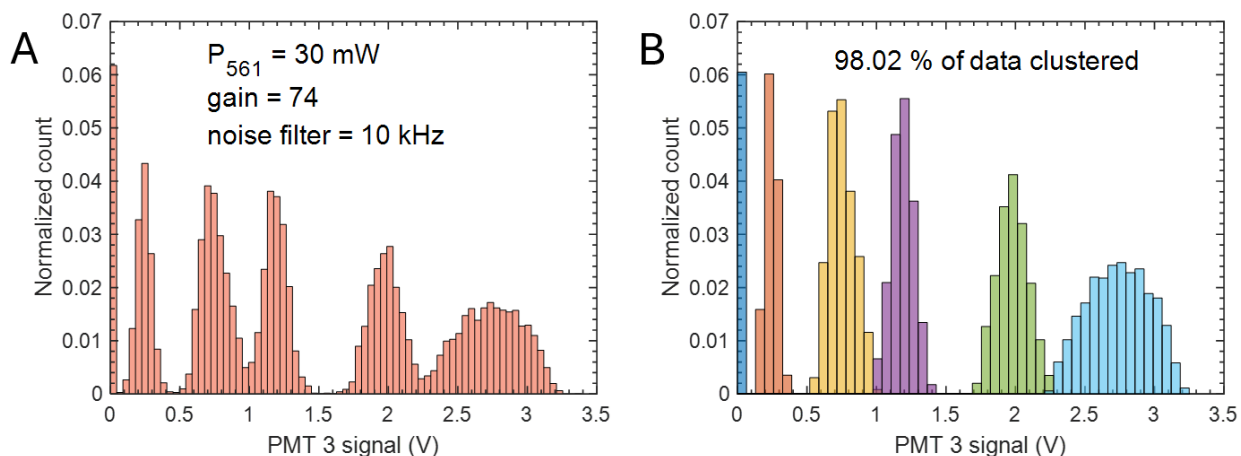 A
P561 = 30 mW
gain = 74
noise filter = 10 kHz
Normalized count
0.07
0.06
0.05
0.04
0.03
0.02
0.01
0
0 0.5 1 1.5 2 2.5 3 3.5
PMT 3 signal (V)
B
98.02 % of data clustered
Normalized count
0.07
0.06
0.05
0.04
0.03
0.02
0.01
0
0 0.5 1 1.5 2 2.5 3 3.5
PMT 3 signal (V)